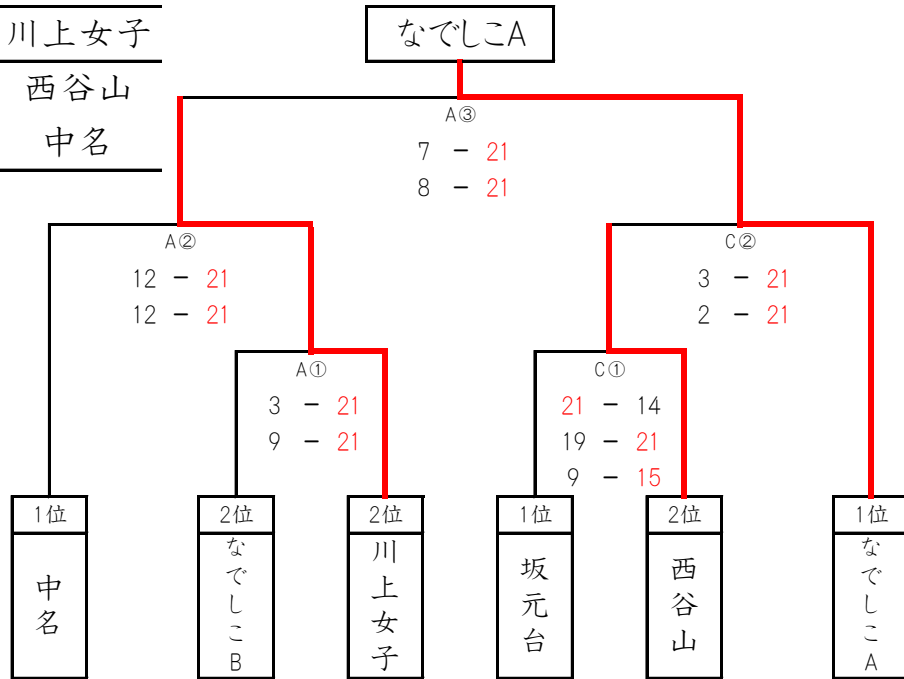 川上女子
なでしこA
西谷山
中名
A③
7 - 21
8 - 21
A②
12 - 21
12 - 21
C②
3 - 21
2 - 21
A①
3 - 21
9 - 21
C①
21 - 14
19 - 21
9 - 15
1位
2位
2位
1位
2位
1位
中名
なでしこB
川上女子
坂元台
西谷山
なでしこA